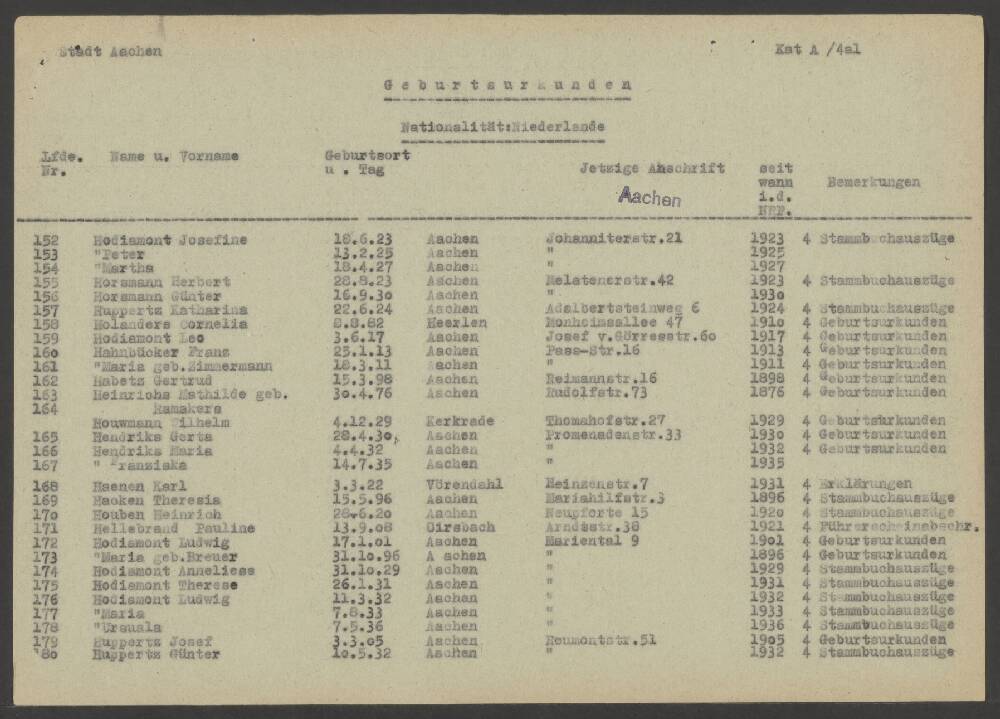 Stadt Aachen Kat A /4a1
Geburtsurkunden
Nationalität:Niederlande
Lfde. Nr. Name u. Vorname Geburtsort u . Tag Jetzige Anschrift Aachen seit wann i.d. NRF. Bemerkungen
152 Hodiamont Josefine 18.6.23 Aachen Johanniterstr.21 1923 4 Stammbuchauszüge
153 "Peter 13.2.25 Aachen " 1925
154 "Martha 18.4.27 Aachen " 1927
155 Horsmann Herbert 28.8.23 Aachen Melatenerstr.42 1923 4 Stammbuchauszüge
156 Horsmann Günter 16.9.3o Aachen " 193o
157 Huppertz Katharina 22.6.24 Aachen Adalbertsteinweg 6 1924 4 Stammbuchauszüge
158 Holanders Cornelia 8.8.82 Heerlen Monheimsallee 47 191o 4 Geburtsurkunden
159 Hodiamont Leo 3.6.17 Aachen Josef v.Görresstr.6o 1917 4 Geburtsurkunden
16o Hahnbücker Franz 25.1.13 Aachen Pass-Str.16 1913 4 Geburtsurkunden
161 "Maria geb.Zimmermann 18.3.11 Aachen " 1911 4 Geburtsurkunden
162 Habets Gertrud 15.3.98 Aachen Reimannstr.16 1898 4 Geburtsurkunden
163 Heinrichs Mathilde geb. 3o.4.76 Aachen Rudolfstr.73 1876 4 Geburtsurkunden
164 Ramakers
Houwmann Wilhelm 4.12.29 Kerkrade Thomahofstr.27 1929 4 Geburtsurkunden
165 Hendriks Gerta 28.4.3o, Aachen Promenadenstr.33 193o 4 Geburtsurkunden
166 Hendriks Maria 4.4.32 Aachen " 1932 4 Geburtsurkunden
167 " Franziska 14.7.35 Aachen " 1935
168 Haenen Karl 3.3.22 Vürendahl Heinzenstr.7 1931 4 Erklärungen
169 Haoken Theresia 15.5.96 Aachen Mariahilfstr.3 1896 4 Stammbuchauszüge
17o Houben Heinrich 28.6.2o Aachen Neupforte 15 192o 4 Stammbuchauszüge
171 Hellebrand Pauline 13.9.o8 Oirsbach Arndtstr.38 1921 4 Führerscheinabschr.
172 Hodiamont Ludwig 17.1.o1 Aachen Mariental 9 19o1 4 Geburtsurkunden
173 "Maria geb.Breuer 31.1o.96 A achen " 1896 4 Geburtsurkunden
174 Hodiamont Anneliese 31.1o.29 Aachen " 1929 4 Stammbuchauszüge
175 Hodiamont Therese 26.1.31 Aachen " 1931 4 Stammbuchauszüge
176 Hodiamont Ludwig 11.3.32 Aachen " 1932 4 Stammbuchauszüge
177 "Maria 7.8.33 Aachen " 1933 4 Stammbuchauszüge
178 "Ursuala 7.5.36 Aachen " 1936 4 Stammbuchauszüge
179 Huppertz Josef 3.3.o5 Aachen Reumontstr.51 19o5 4 Geburtsurkunden
18o Huppertz Günter 1o.5.32 Aachen " 1932 4 Stammbuchauszüge